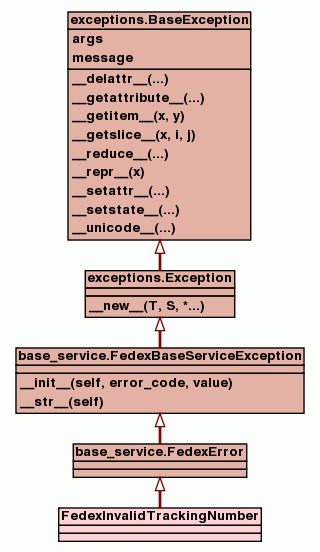 exceptions.BaseException
args
message
__delattr__(...)
__getattribute__(...)
__getitem__(x, y)
__getslice__(x, i, j)
__reduce__(...)
__repr__(x)
__setattr__(...)
__setstate__(...)
__unicode__(...)
exceptions.Exception
__new__(T, S, *...)
base_service.FedexBaseServiceException
__init__(self, error_code, value)
__str__(self)
base_service.FedexError
FedexInvalidTrackingNumber